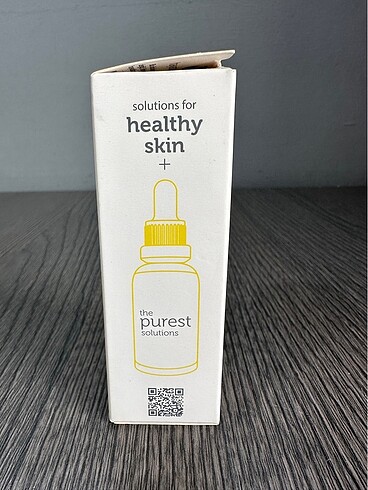 solutions for
healthy
skin
+
the
purest
solutions